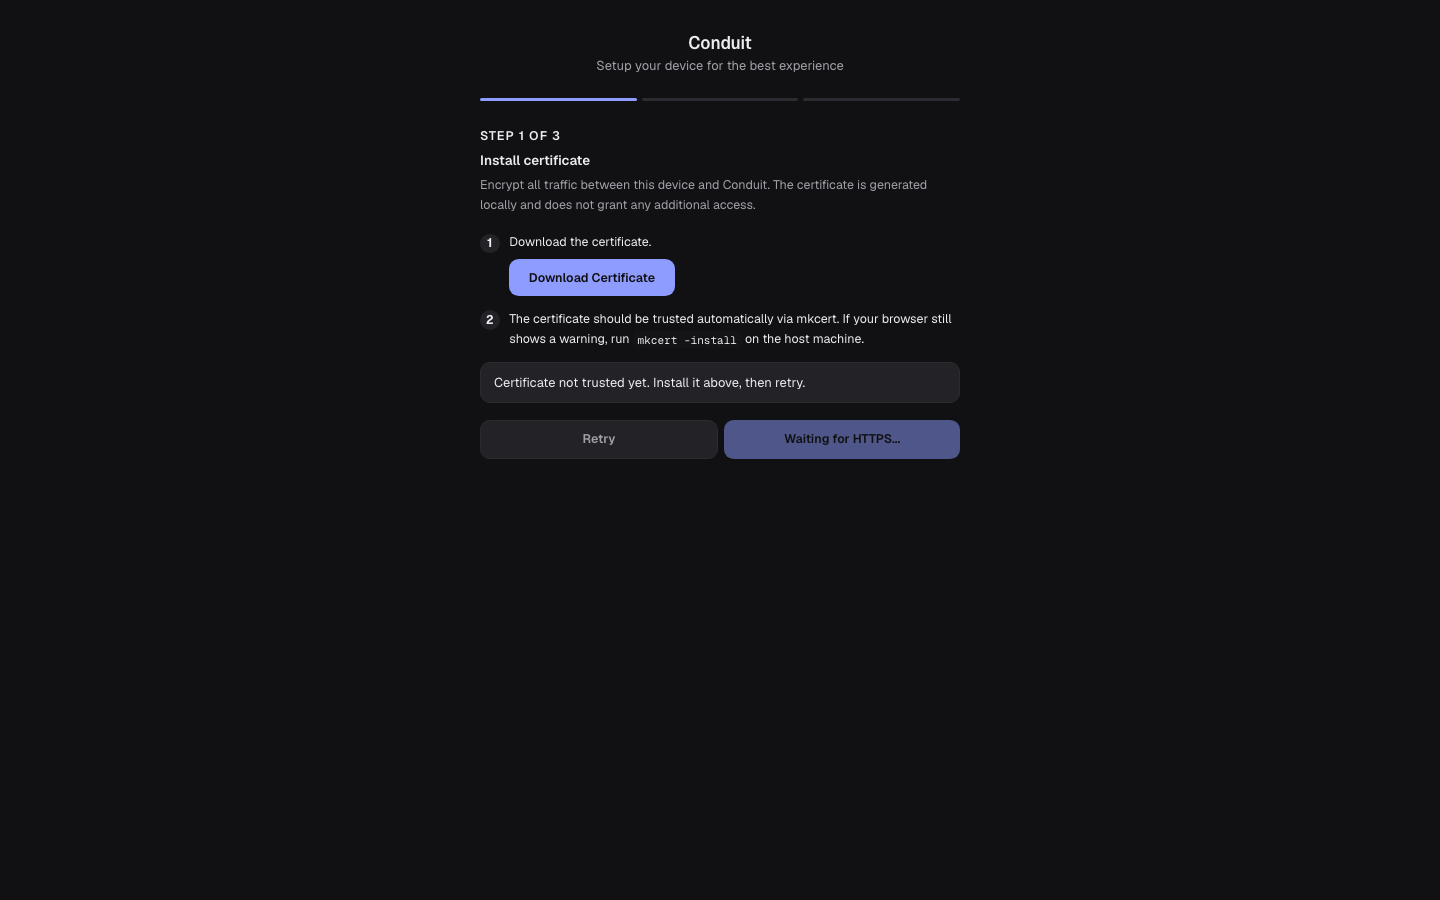 Conduit
Setup your device for the best experience
STEP 1 OF 3
Install certificate
Encrypt all traffic between this device and Conduit. The certificate is generated
locally and does not grant any additional access.
1 Download the certificate.
Download Certificate
2 The certificate should be trusted automatically via mkcert. If your browser still
shows a warning, run mkcert -install on the host machine.
Certificate not trusted yet. Install it above, then retry.
Retry
Waiting for HTTPS...